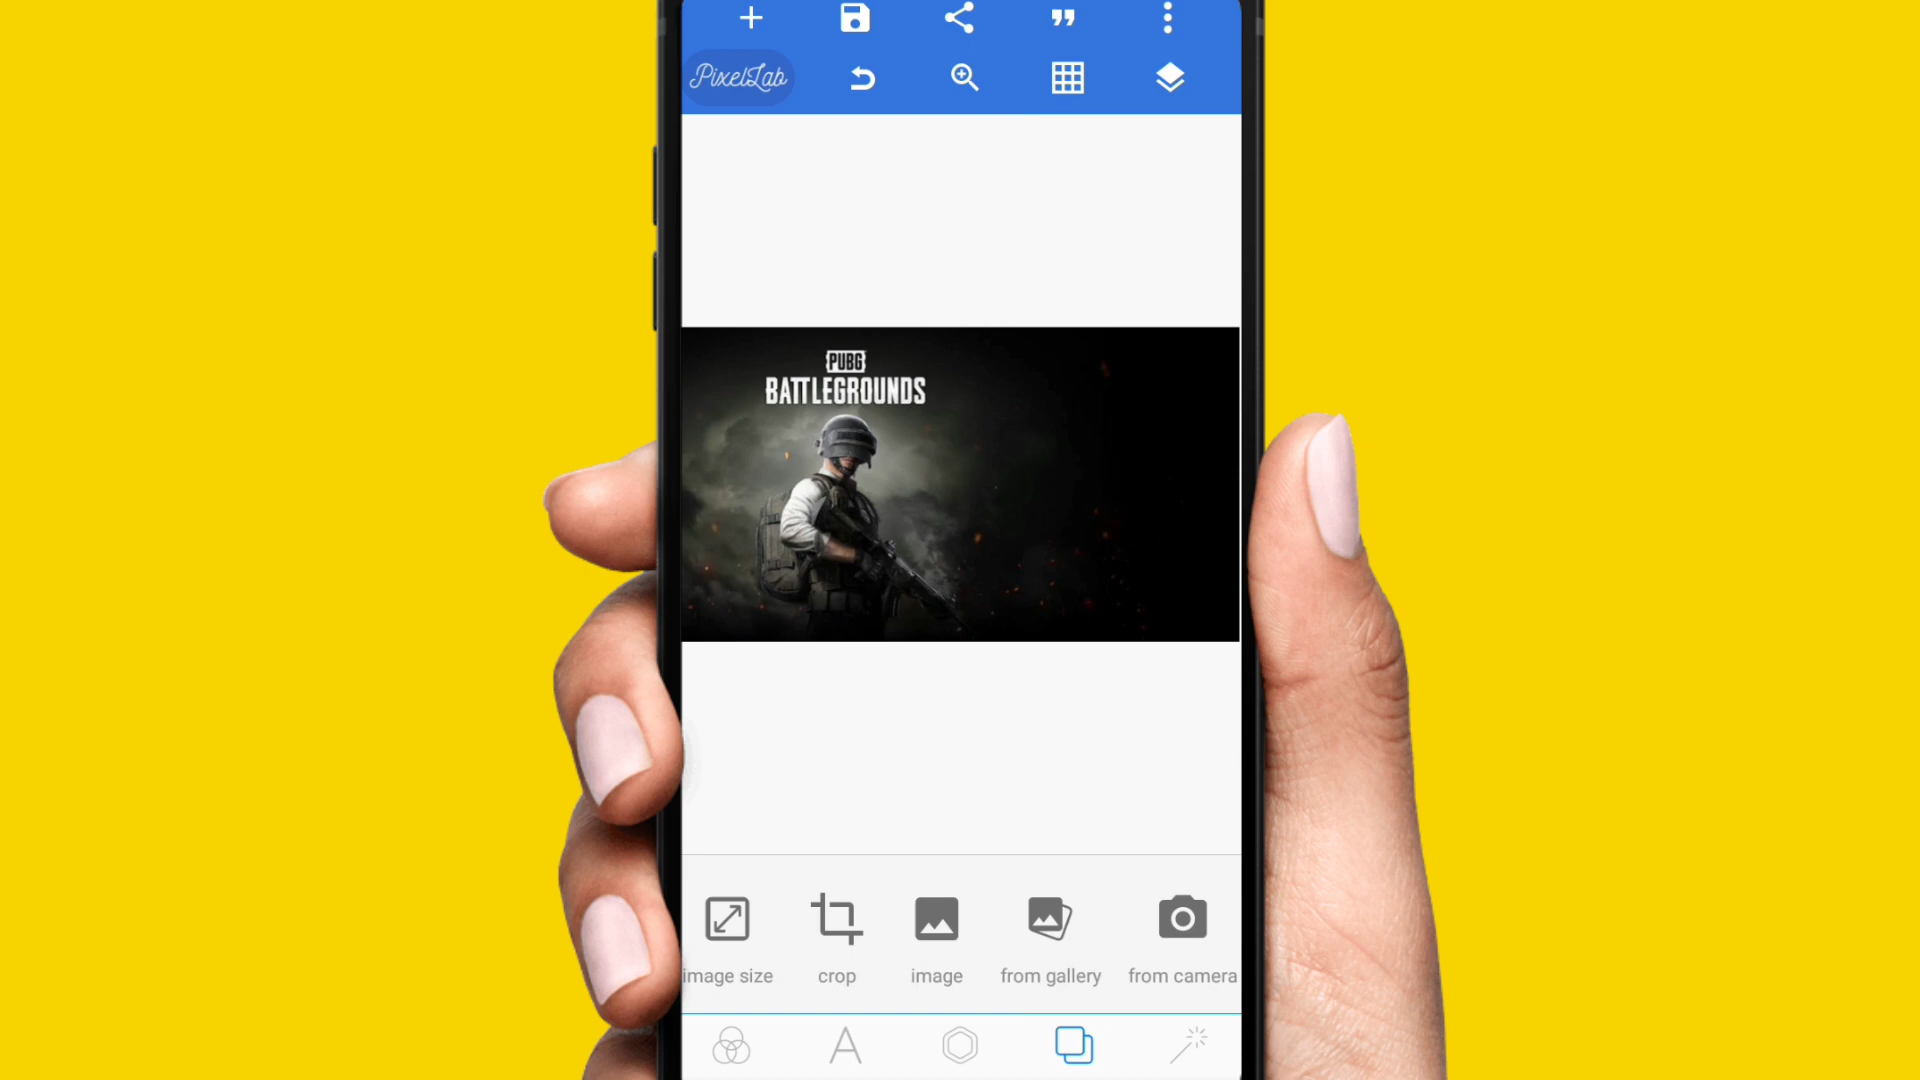 PixelLab
PUBG
BATTLEGROUNDS
image size
crop
image
from gallery
from camera